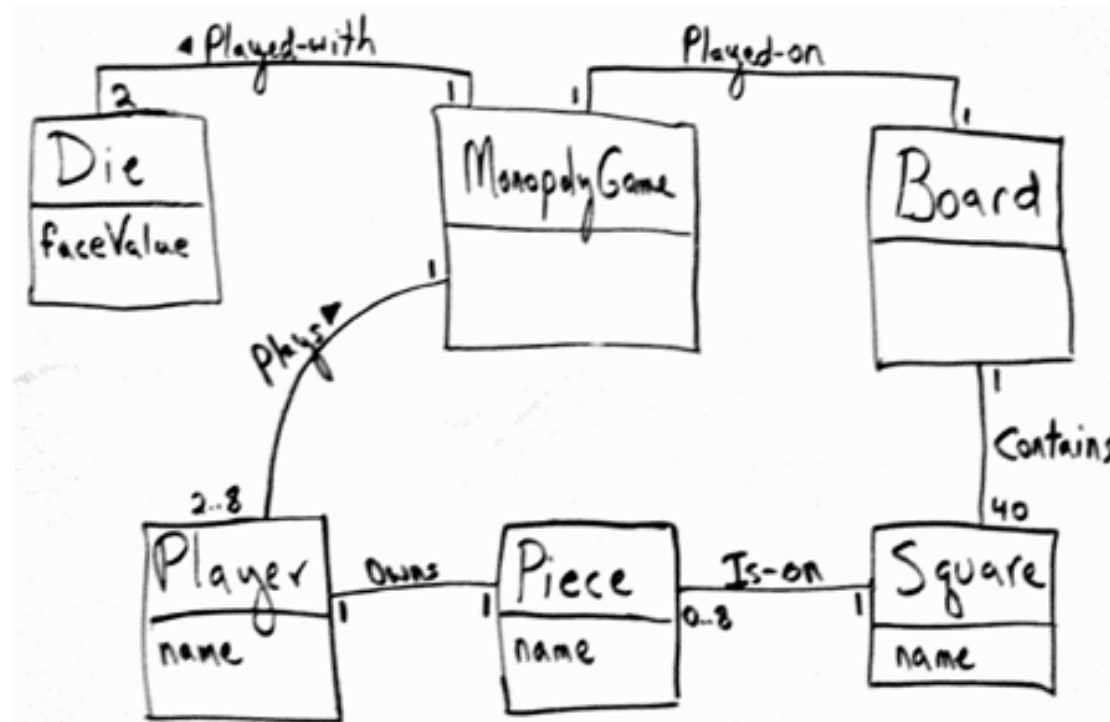 ◄ Played-with
Played-on
2
1
1
1
Die
MonopolyGame
Board
faceValue
1
Plays ►
1
Contains
2..8
40
Player
Owns
Piece
Is-on
Square
1
1
0..8
1
name
name
name